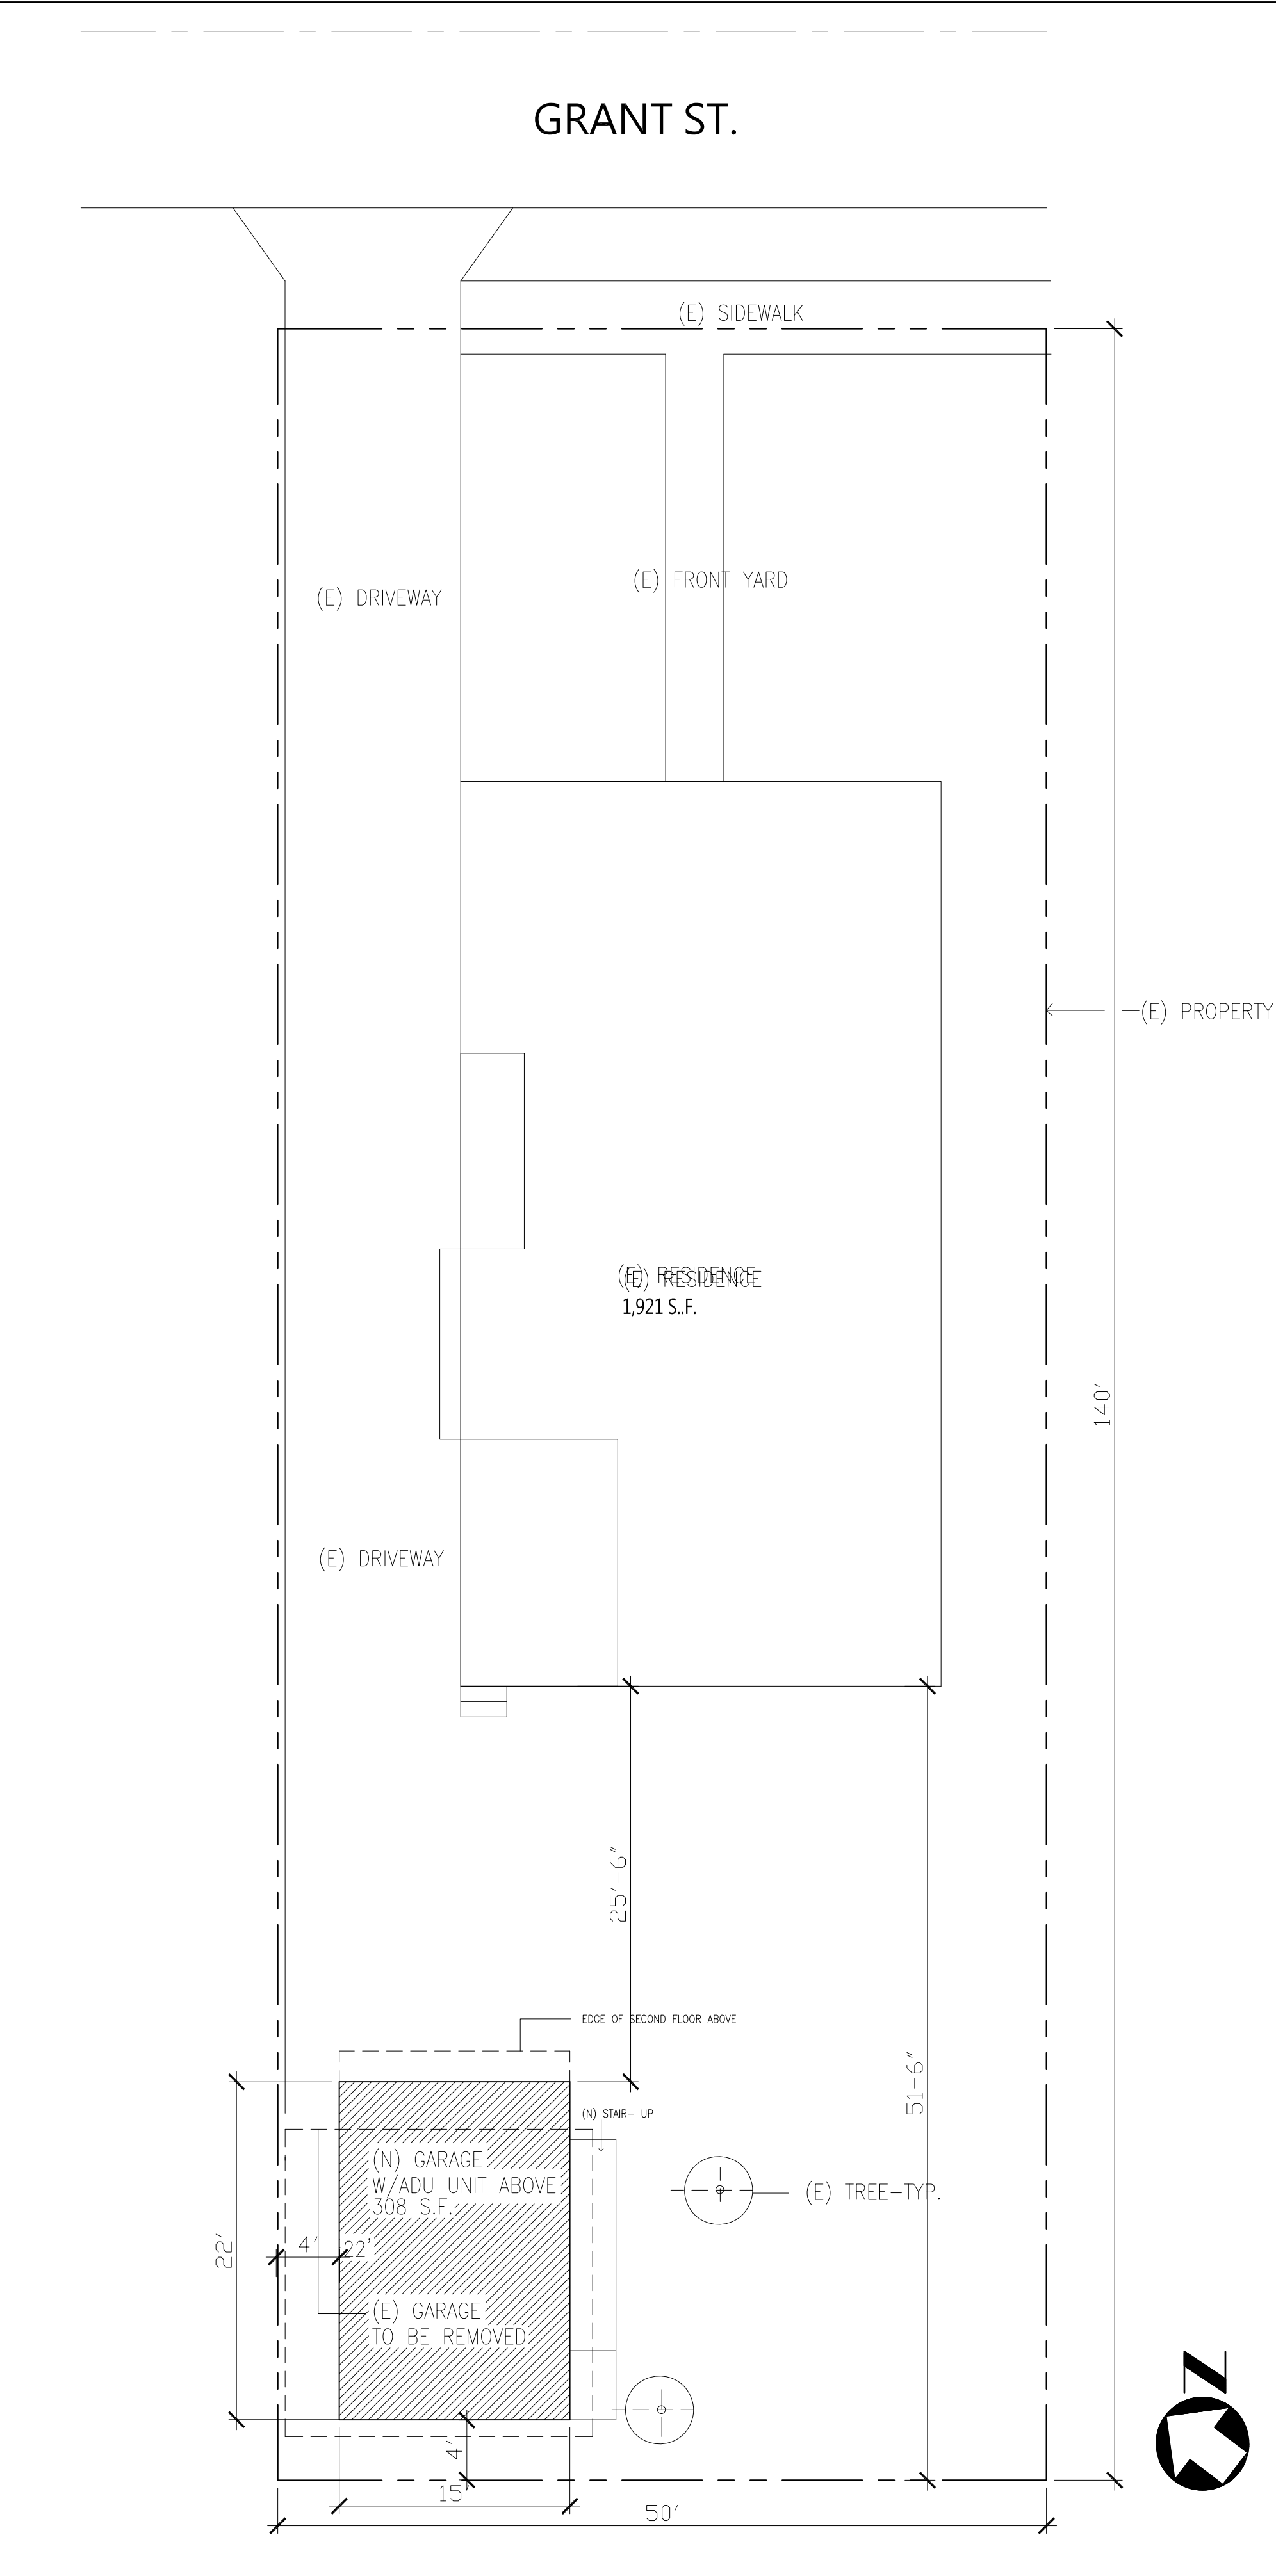 GRANT ST.
(E) SIDEWALK
(E) DRIVEWAY
(E) FRONT YARD
(E) PROPERTY
(E) RESIDENCE
(E) RESIDENCE
1,921 S..F.
140'
(E) DRIVEWAY
25'-6"
EDGE OF SECOND FLOOR ABOVE
51-6"
(N) STAIR- UP
(N) GARAGE
W/ADU UNIT ABOVE
308 S.F.
(E) TREE-TYP.
22'
4'
22'
(E) GARAGE
TO BE REMOVED
N
4'
15'
50'